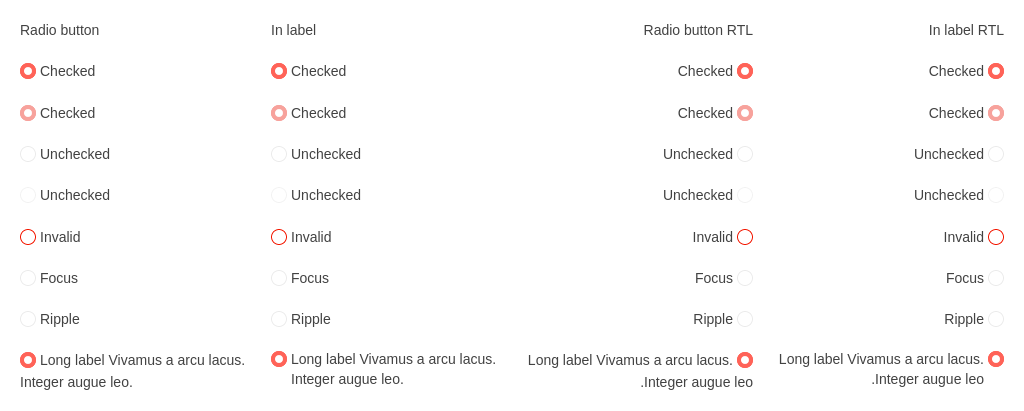 Radio button In label Radio button RTL In label RTL
Checked Checked Checked Checked
Checked Checked Checked Checked
Unchecked Unchecked Unchecked Unchecked
Unchecked Unchecked Unchecked Unchecked
Invalid Invalid Invalid Invalid
Focus Focus Focus Focus
Ripple Ripple Ripple Ripple
Long label Vivamus a arcu lacus. Long label Vivamus a arcu lacus. Long label Vivamus a arcu lacus. Long label Vivamus a arcu lacus.
Integer augue leo. Integer augue leo. .Integer augue leo .Integer augue leo